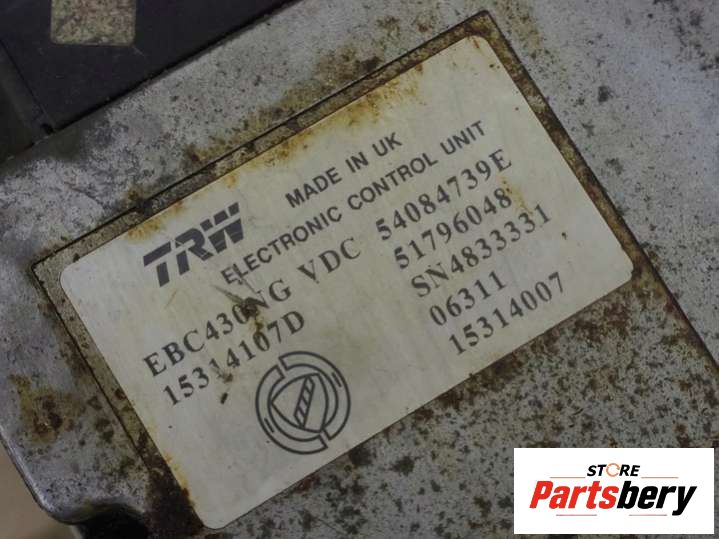 TRW
MADE IN UK
ELECTRONIC CONTROL UNIT
EBC430NG VDC 54084739E
15314107D 51796048
SN4833331
06311
15314007
STORE
Partsbery